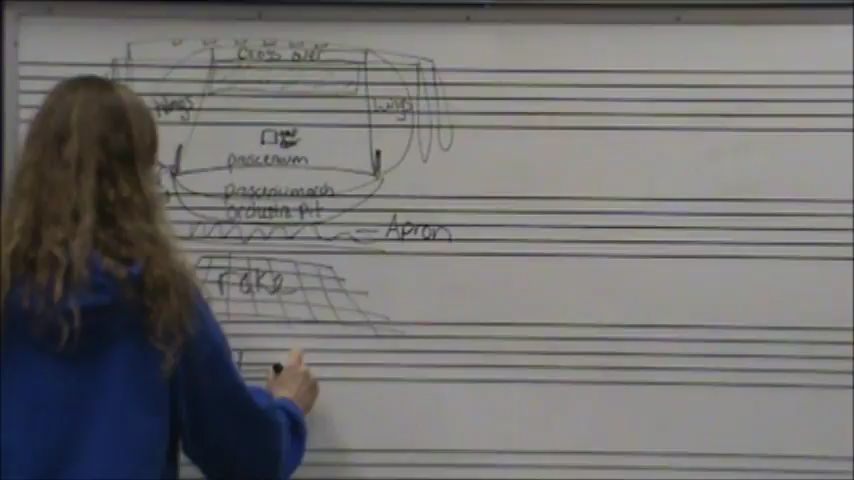 Cross over
Wings
Wings
proscenium
proscenium arch
orchestra Pit
Apron